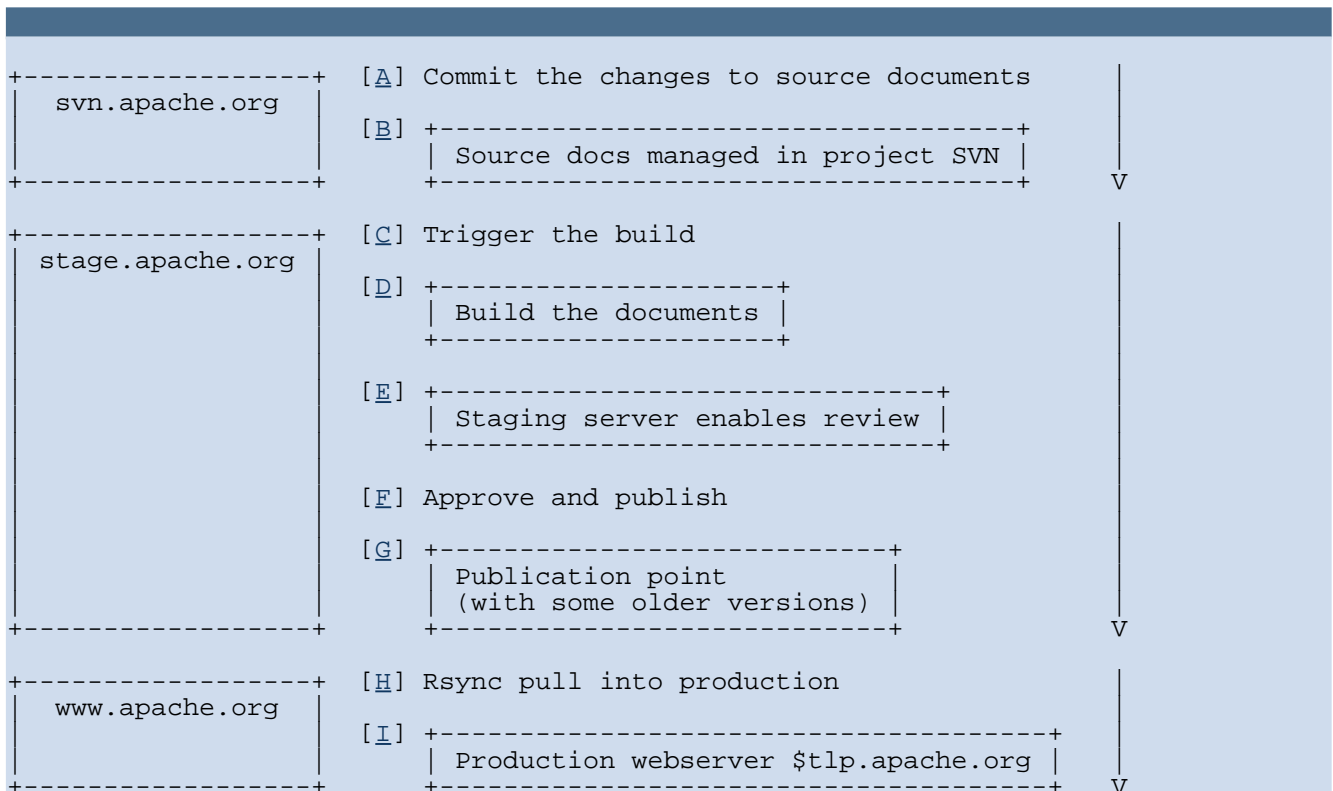 +------------------+ [A] Commit the changes to source documents |
| svn.apache.org | |
| | [B] +------------------------------------+ |
| | | Source docs managed in project SVN | |
+------------------+ +------------------------------------+ V
+------------------+ [C] Trigger the build |
| stage.apache.org | |
| | [D] +---------------------+ |
| | | Build the documents | |
| | +---------------------+ |
| | |
| | [E] +-------------------------------+ |
| | | Staging server enables review | |
| | +-------------------------------+ |
| | |
| | [F] Approve and publish |
| | |
| | [G] +----------------------------+ |
| | | Publication point | |
| | | (with some older versions) | |
+------------------+ +----------------------------+ V
+------------------+ [H] Rsync pull into production |
| www.apache.org | |
| | [I] +--------------------------------------+ |
| | | Production webserver $tlp.apache.org | |
+------------------+ +--------------------------------------+ V